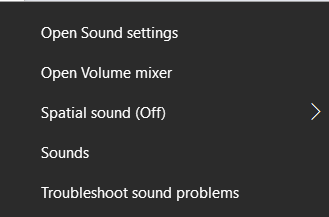 Open Sound settings
Open Volume mixer
Spatial sound (Off)
Sounds
Troubleshoot sound problems